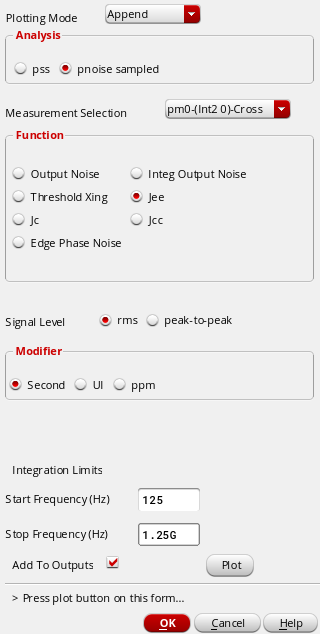 Plotting Mode Append
Analysis
pss pnoise sampled
Measurement Selection pm0-(Int2 0)-Cross
Function
Output Noise Integ Output Noise
Threshold Xing Jee
Jc Jcc
Edge Phase Noise
Signal Level rms peak-to-peak
Modifier
Second UI ppm
Integration Limits
Start Frequency (Hz) 125
Stop Frequency (Hz) 1.25G
Add To Outputs Plot
> Press plot button on this form...
OK Cancel Help